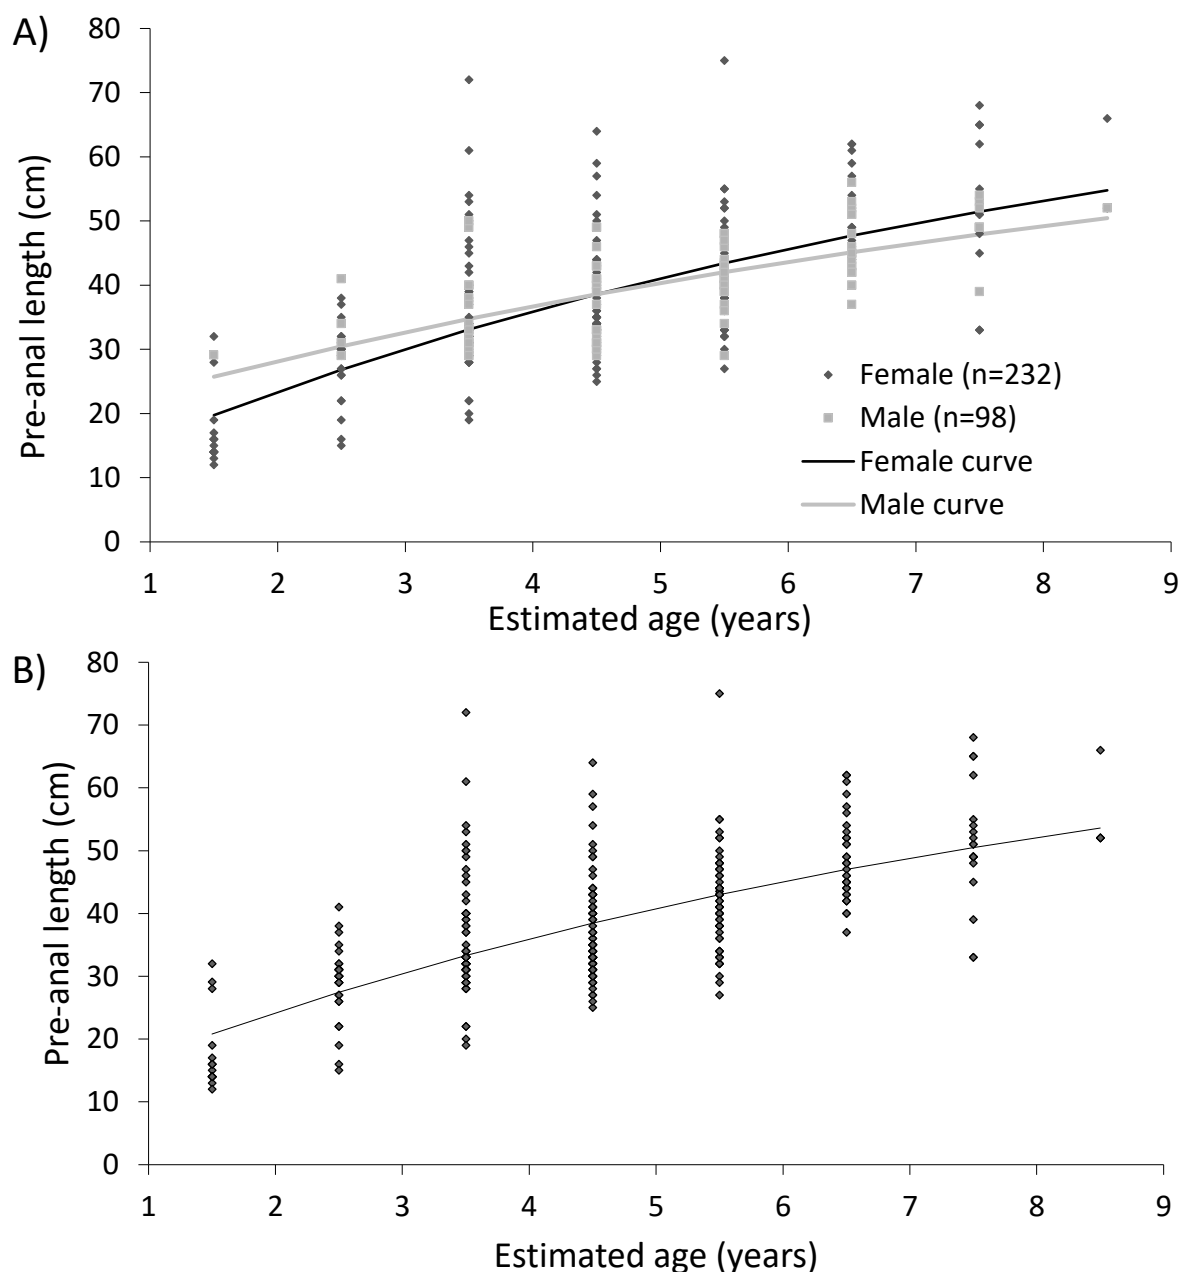 A)
80
70
60
50
40
30
20
10
0
Pre-anal length (cm)
Female (n=232)
Male (n=98)
Female curve
Male curve
1 2 3 4 5 6 7 8 9
Estimated age (years)
B)
80
70
60
50
40
30
20
10
0
Pre-anal length (cm)
1 2 3 4 5 6 7 8 9
Estimated age (years)